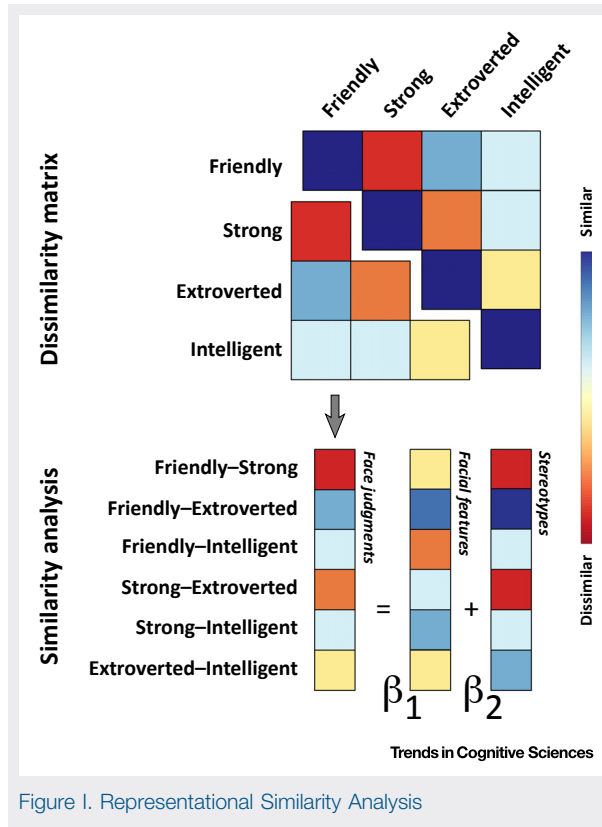 Friendly
Strong
Extroverted
Intelligent
Dissimilarity matrix
Friendly
Strong
Extroverted
Intelligent
Similar
Dissimilar
Similarity analysis
Friendly–Strong
Friendly–Extroverted
Friendly–Intelligent
Strong–Extroverted
Strong–Intelligent
Extroverted–Intelligent
Face judgments
=
Facial features
+
Stereotypes
β1
β2
Trends in Cognitive Sciences
Figure I. Representational Similarity Analysis